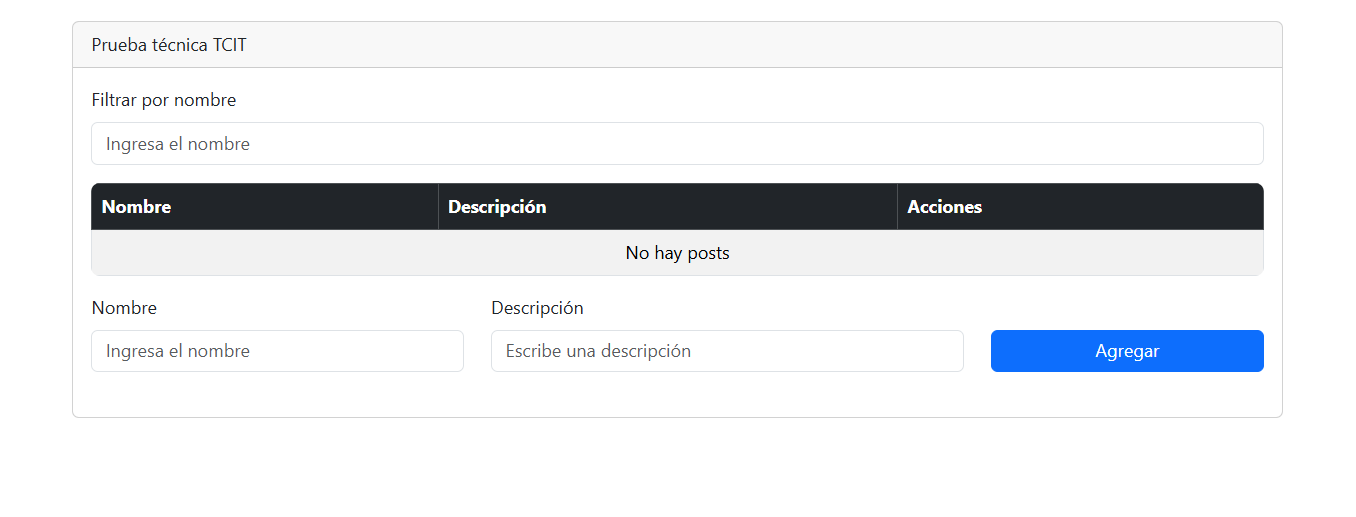 Prueba técnica TCIT
Filtrar por nombre
Ingresa el nombre
Nombre Descripción Acciones
No hay posts
Nombre Descripción
Ingresa el nombre Escribe una descripción Agregar